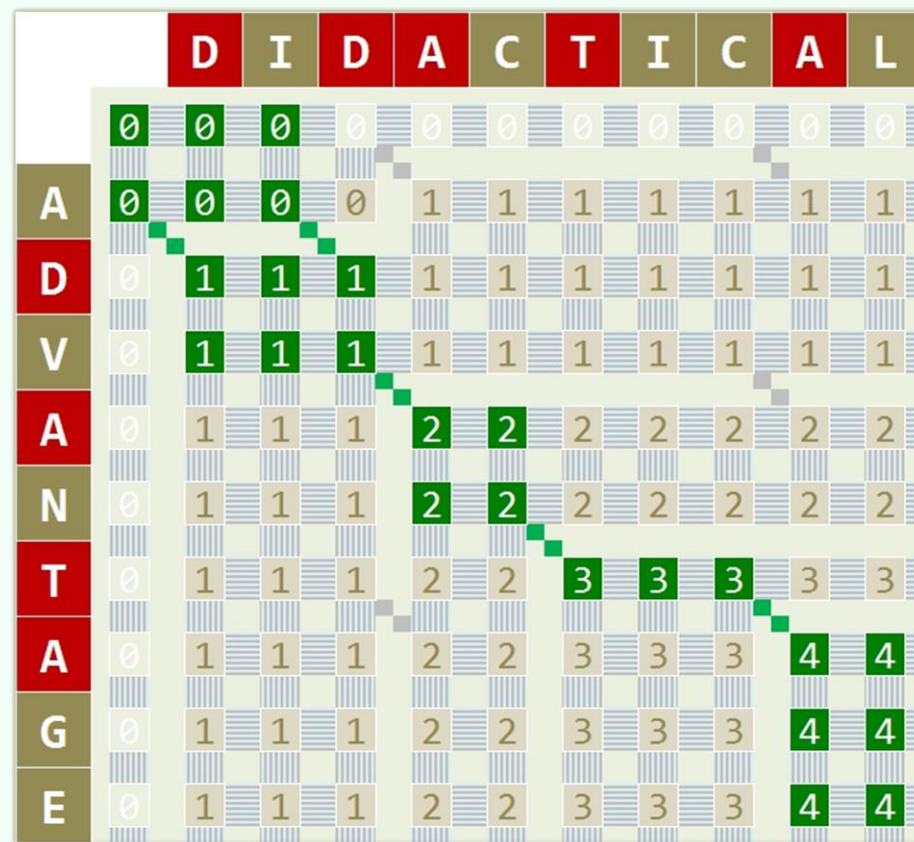 D I D A C T I C A L
0 0 0 0 0 0 0 0 0 0 0
A 0 0 0 0 1 1 1 1 1 1 1
D 0 1 1 1 1 1 1 1 1 1 1
V 0 1 1 1 1 1 1 1 1 1 1
A 0 1 1 1 2 2 2 2 2 2 2
N 0 1 1 1 2 2 2 2 2 2 2
T 0 1 1 1 2 2 3 3 3 3 3
A 0 1 1 1 2 2 3 3 3 4 4
G 0 1 1 1 2 2 3 3 3 4 4
E 0 1 1 1 2 2 3 3 3 4 4